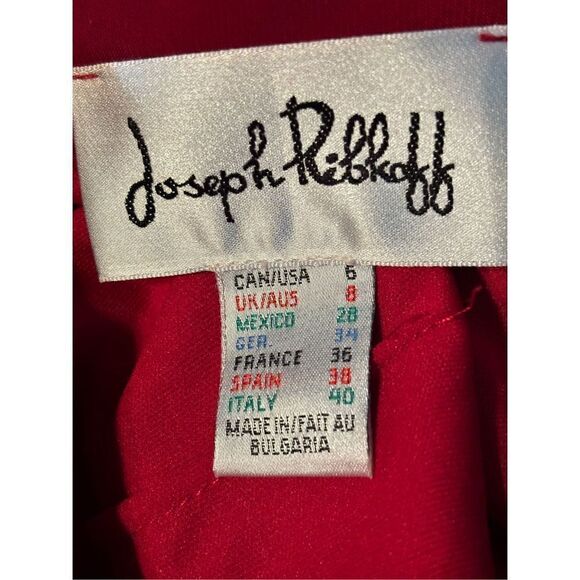 Joseph Ribkoff
CAN/USA 6
UK/AUS 8
MEXICO 28
GER 34
FRANCE 36
SPAIN 38
ITALY 40
MADE IN/FAIT AU
BULGARIA